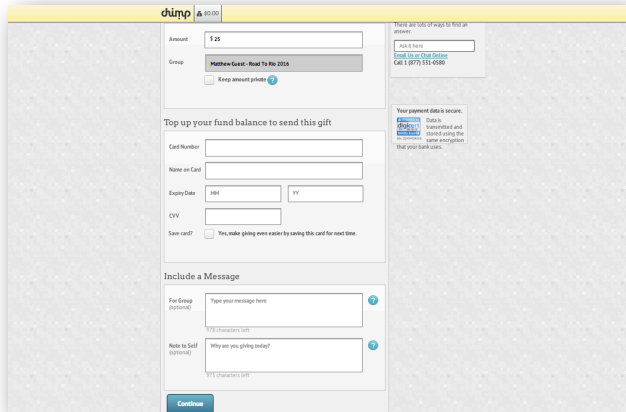 chimp $0.00
There are lots of ways to find an
answer.
Ask it here
Email Us or Chat Online
Call 1 (877) 531-0580
Amount $ 25
Group Matthew Guest - Road To Rio 2016
Keep amount private ?
Your payment data is secure.
digicert
Data is
transmitted and
stored using the
same encryption
that your bank uses.
Top up your fund balance to send this gift
Card Number
Name on Card
Expiry Date MM YY
CVV
Save card? Yes, make giving even easier by saving this card for next time.
Include a Message
For Group Type your message here ?
(optional)
978 characters left
Note to Self Why are you giving today? ?
(optional)
975 characters left
Continue